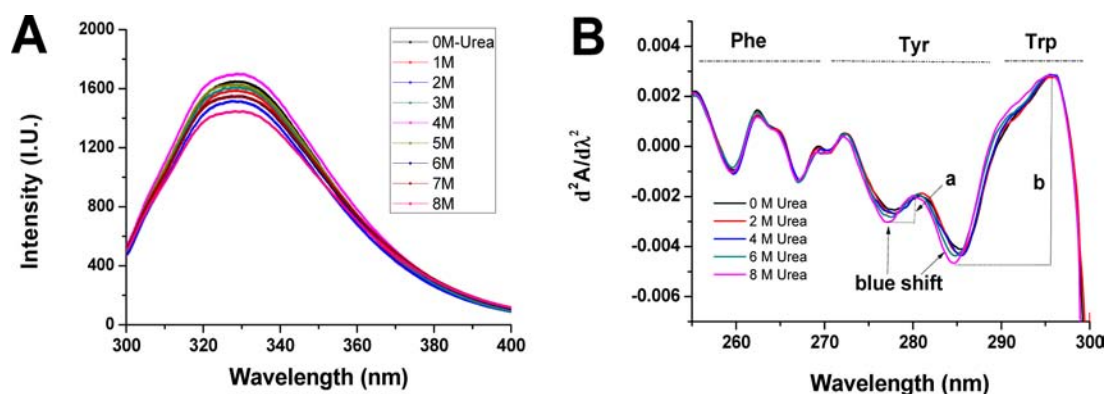 A
2000
1600
1200
800
400
0
Intensity (I.U.)
300 320 340 360 380 400
Wavelength (nm)
0M-Urea
1M
2M
3M
4M
5M
6M
7M
8M
B
Phe Tyr Trp
0.004
0.002
0.000
-0.002
-0.004
-0.006
d²A/dλ²
a
b
0 M Urea
2 M Urea
4 M Urea
6 M Urea
8 M Urea
blue shift
260 270 280 290 300
Wavelength (nm)